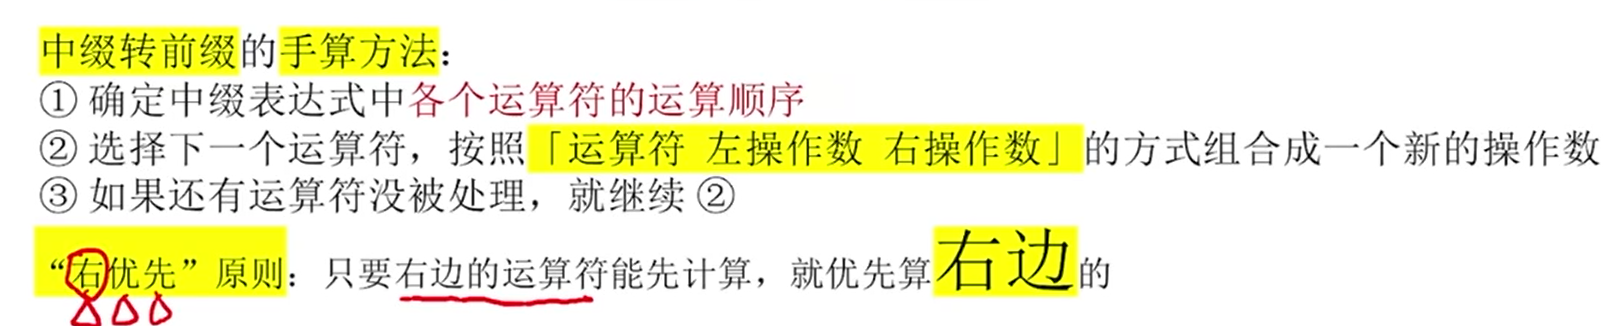 中缀转前缀的手算方法：
① 确定中缀表达式中各个运算符的运算顺序
② 选择下一个运算符，按照「运算符 左操作数 右操作数」的方式组合成一个新的操作数
③ 如果还有运算符没被处理，就继续 ②
“右优先”原则：只要右边的运算符能先计算，就优先算右边的